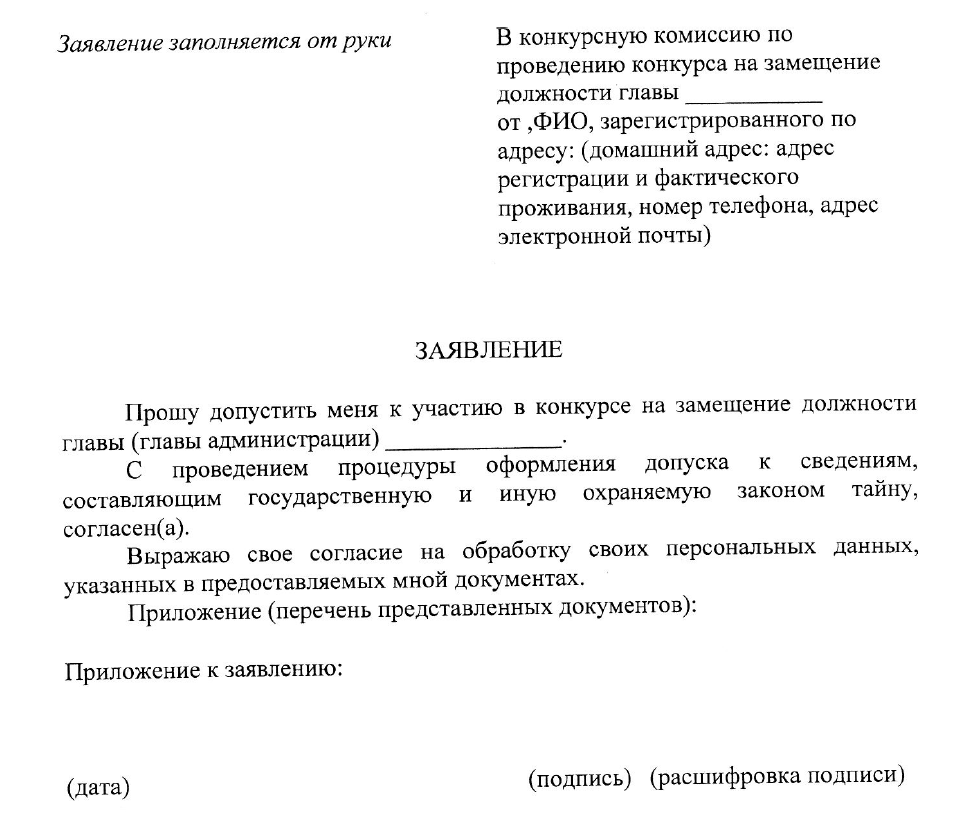 Заявление заполняется от руки
В конкурсную комиссию по
проведению конкурса на замещение
должности главы ____________
от ,ФИО, зарегистрированного по
адресу: (домашний адрес: адрес
регистрации и фактического
проживания, номер телефона, адрес
электронной почты)
ЗАЯВЛЕНИЕ
Прошу допустить меня к участию в конкурсе на замещение должности
главы (главы администрации) _______________.
С проведением процедуры оформления допуска к сведениям,
составляющим государственную и иную охраняемую законом тайну,
согласен(а).
Выражаю свое согласие на обработку своих персональных данных,
указанных в предоставляемых мной документах.
Приложение (перечень представленных документов):
Приложение к заявлению:
(дата) (подпись) (расшифровка подписи)